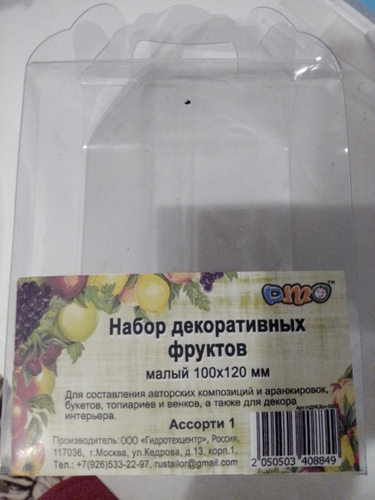 рто™
Набор декоративных
фруктов
малый 100х120 мм
Для составления авторских композиций и аранжировок,
букетов, топиариев и венков, а также для декора
интерьера.
Ассорти 1
Производитель: ООО «Гидротехцентр», Россия,
117036, г.Москва, ул.Кедрова, д.13, корп.1,
Тел.: +7(926)533-22-97, rustailor@gmail.com
2 050503 408849